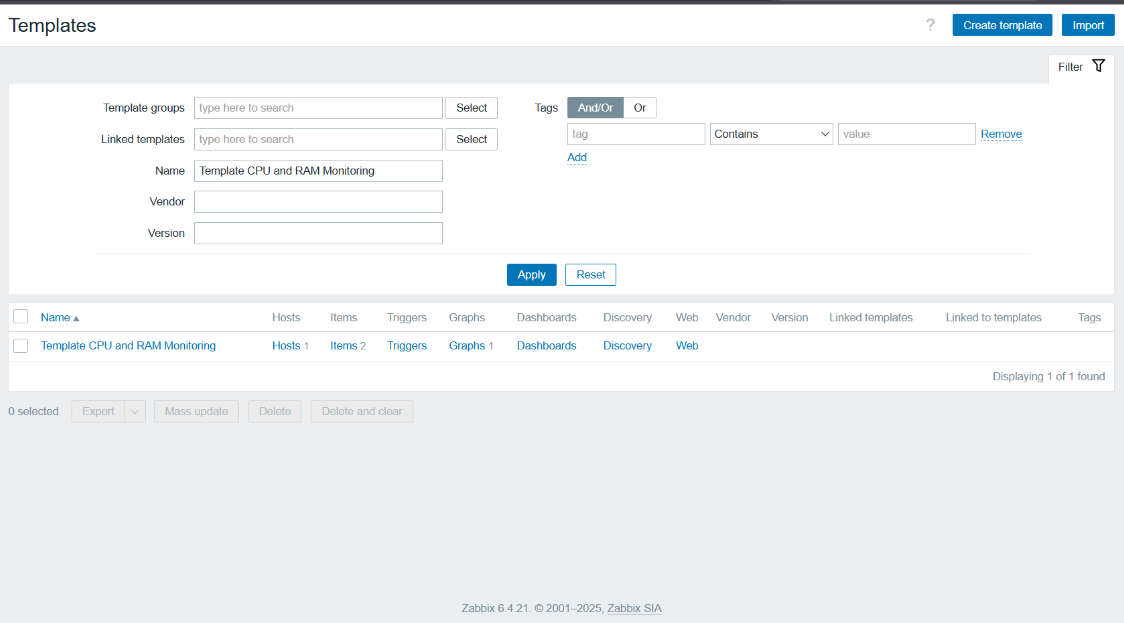 Templates
?
Create template
Import
Filter
Template groups
type here to search
Select
Tags
And/Or
Or
Linked templates
type here to search
Select
tag
Contains
value
Remove
Add
Name
Template CPU and RAM Monitoring
Vendor
Version
Apply
Reset
Name Hosts Items Triggers Graphs Dashboards Discovery Web Vendor Version Linked templates Linked to templates Tags
Template CPU and RAM Monitoring Hosts 1 Items 2 Triggers Graphs 1 Dashboards Discovery Web
Displaying 1 of 1 found
0 selected
Export
Mass update
Delete
Delete and clear
Zabbix 6.4.21. © 2001–2025, Zabbix SIA